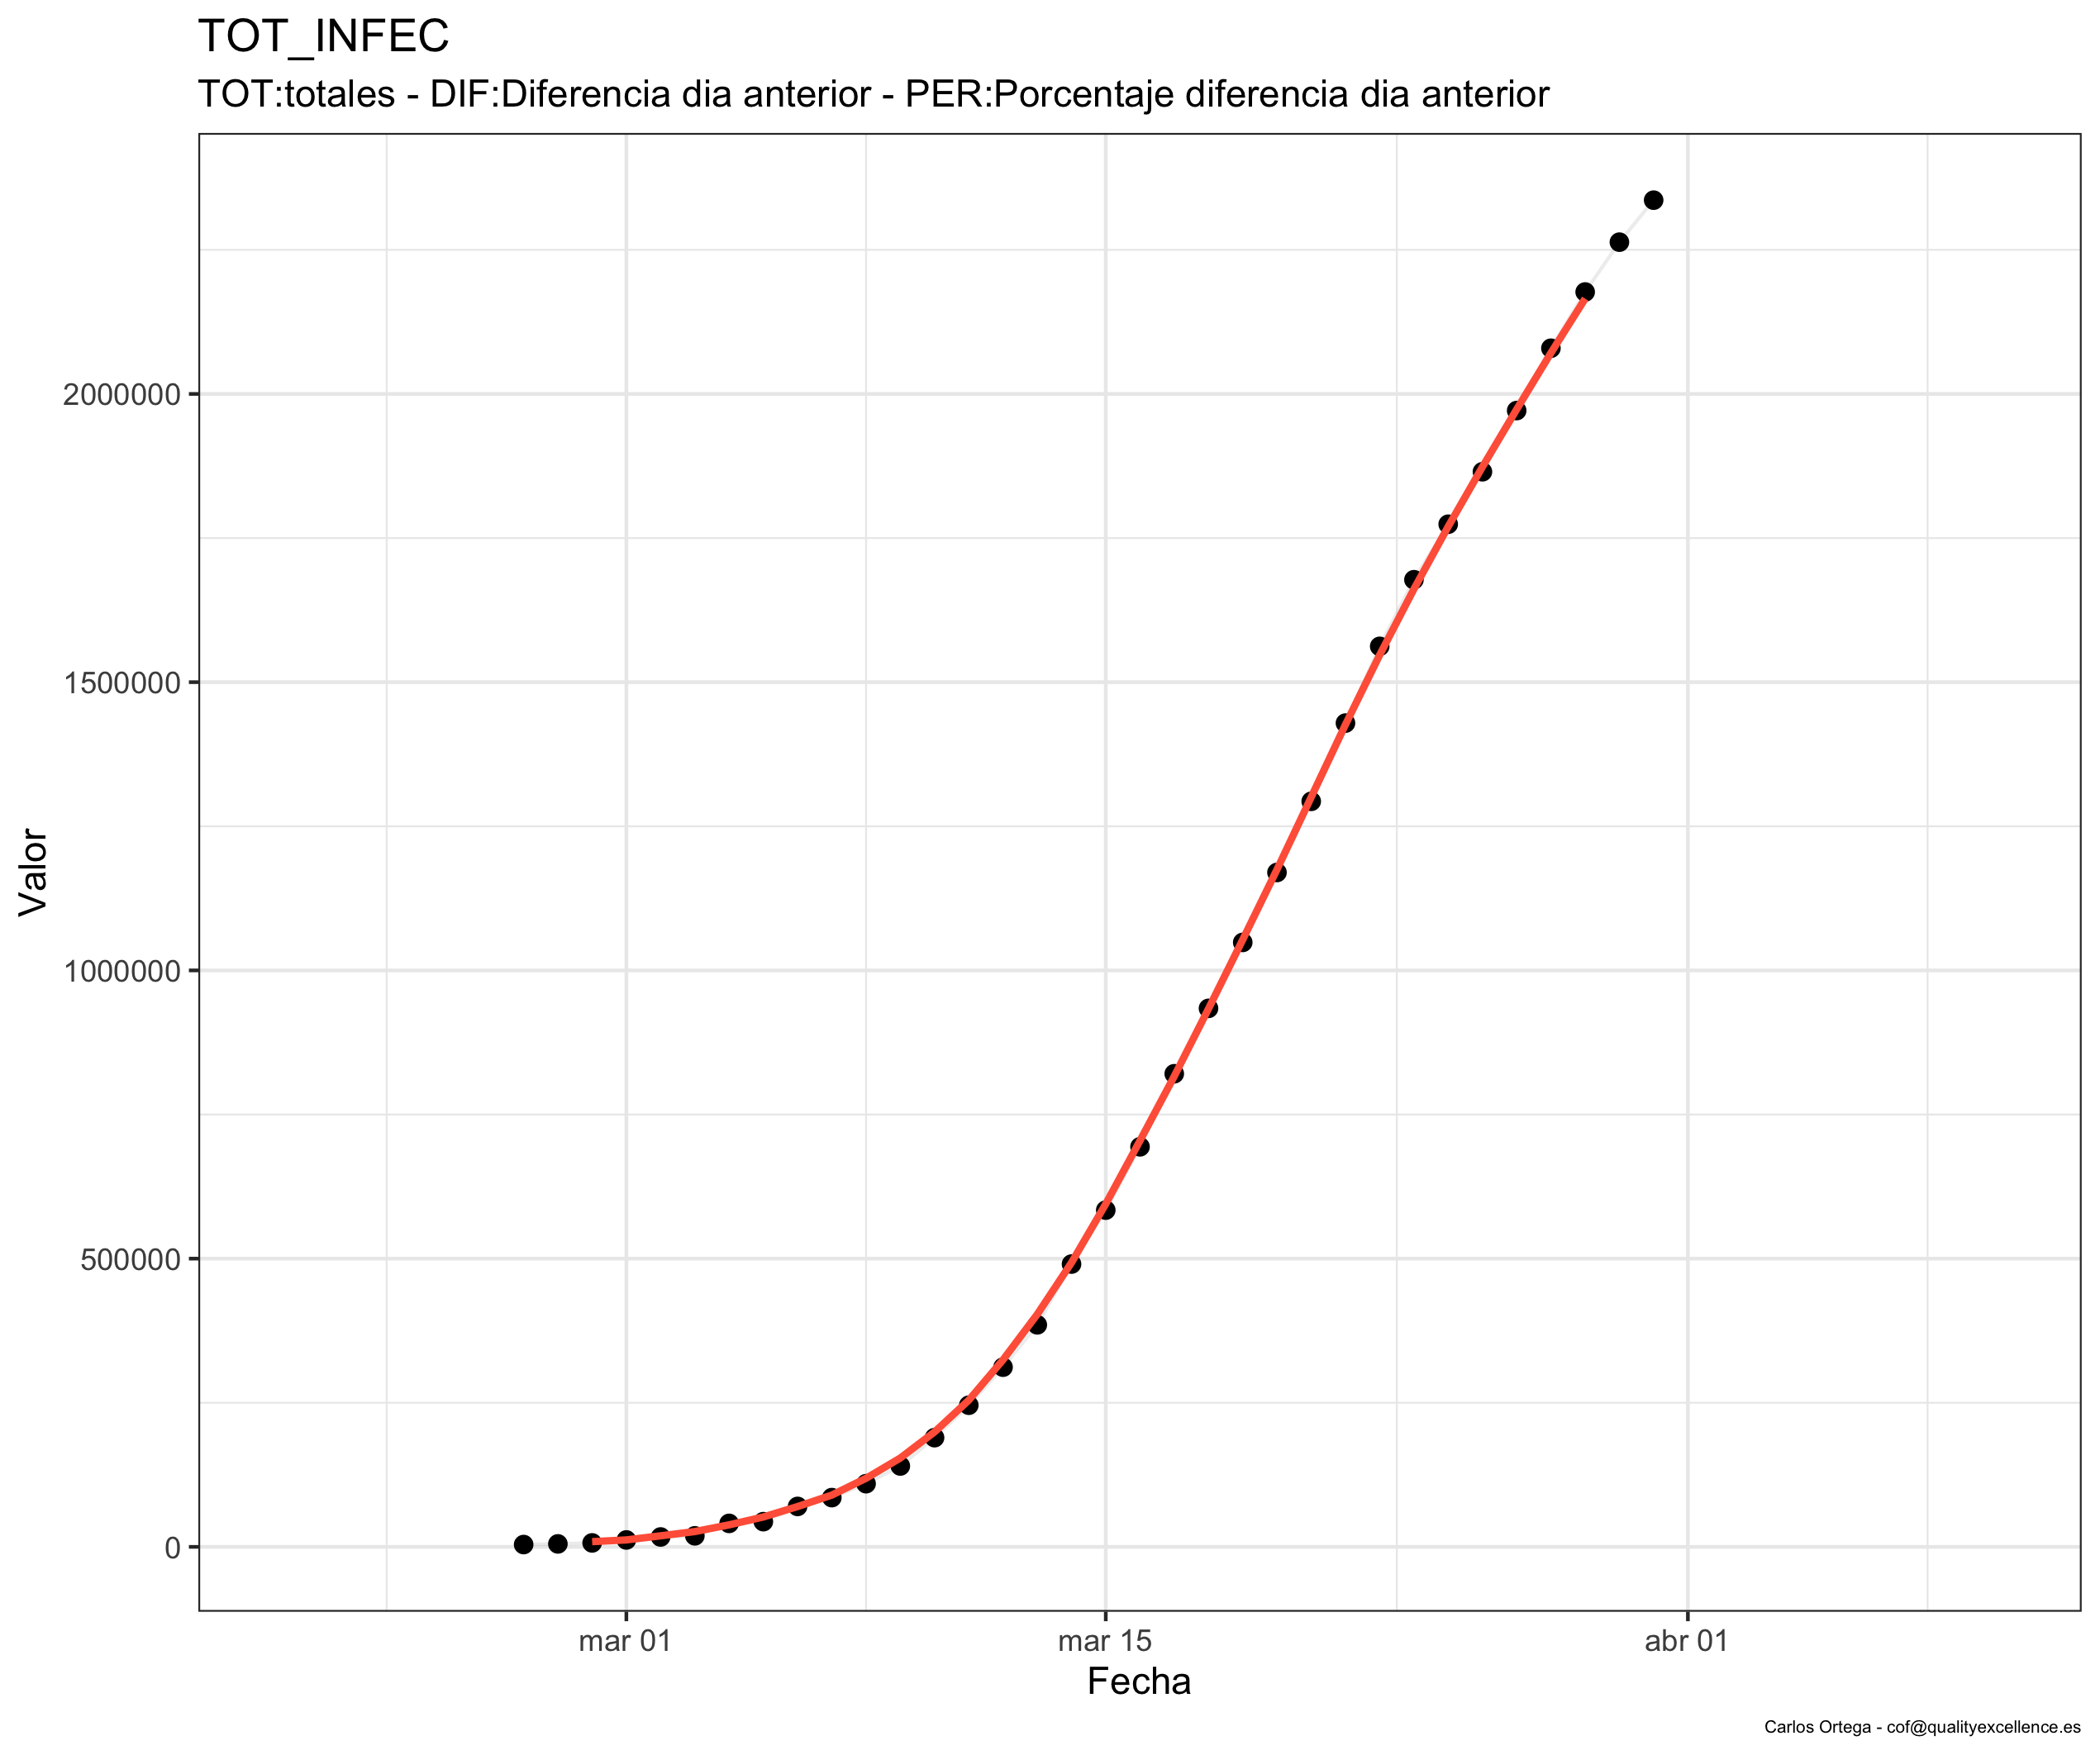 TOT_INFEC
TOT:totales - DIF:Diferencia dia anterior - PER:Porcentaje diferencia dia anterior
Valor
2000000
1500000
1000000
500000
0
mar 01
mar 15
abr 01
Fecha
Carlos Ortega - cof@qualityexcellence.es